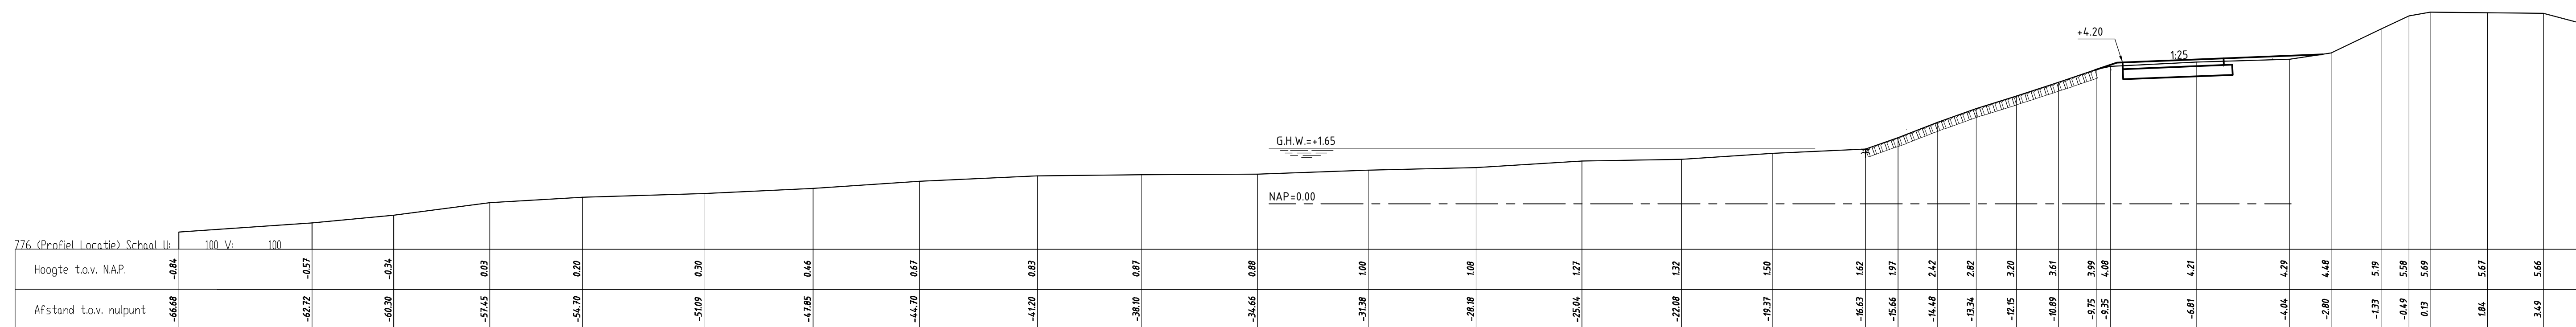 +4.20
1:25
G.H.W.=+1.65
NAP=0.00
776 (Profiel Locatie) Schaal U: 100 V: 100
Hoogte t.o.v. N.A.P. -0.84 -0.57 -0.34 0.03 0.20 0.30 0.46 0.67 0.83 0.87 0.88 1.00 1.08 1.27 1.32 1.50 1.62 1.97 2.42 2.82 3.20 3.61 3.99 4.08 4.21 4.29 4.48 5.19 5.58 5.69 5.67 5.66
Afstand t.o.v. nulpunt -66.68 -62.72 -60.30 -57.45 -54.70 -51.09 -47.85 -44.70 -41.20 -38.10 -34.66 -31.38 -28.18 -25.04 -22.08 -19.37 -16.63 -15.66 -14.48 -13.34 -12.15 -10.89 -9.75 -9.35 -6.81 -4.04 -2.80 -1.33 -0.49 0.13 1.84 3.49